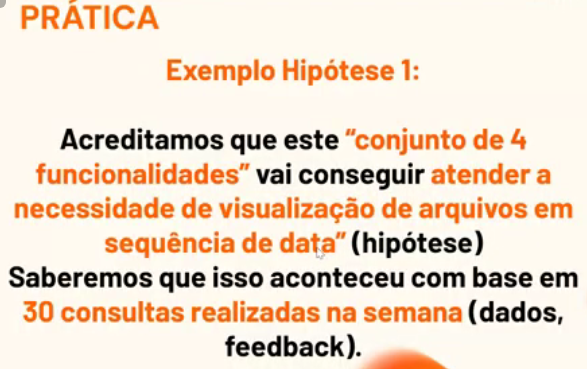 PRÁTICA
Exemplo Hipótese 1:
Acreditamos que este “conjunto de 4
funcionalidades” vai conseguir atender a
necessidade de visualização de arquivos em
sequência de data” (hipótese)
Saberemos que isso aconteceu com base em
30 consultas realizadas na semana (dados,
feedback).